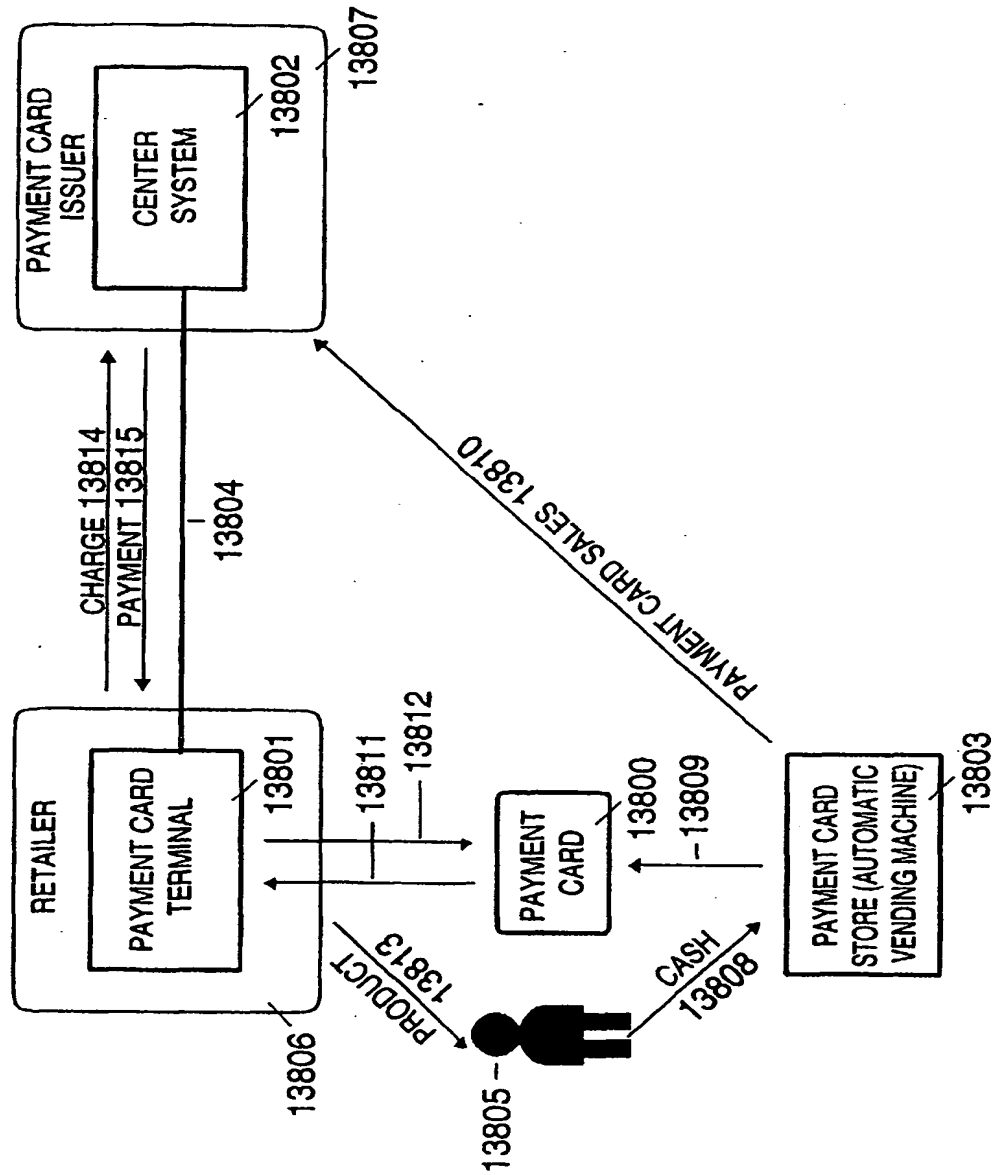 RETAILER
PAYMENT CARD
TERMINAL
13801
13806
CHARGE 13814
PAYMENT 13815
13804
PAYMENT CARD
ISSUER
CENTER
SYSTEM
13802
13807
13811
13812
PRODUCT
13813
13805
PAYMENT
CARD
13800
13809
CASH
13808
PAYMENT CARD SALES 13810
PAYMENT CARD
STORE (AUTOMATIC
VENDING MACHINE)
13803